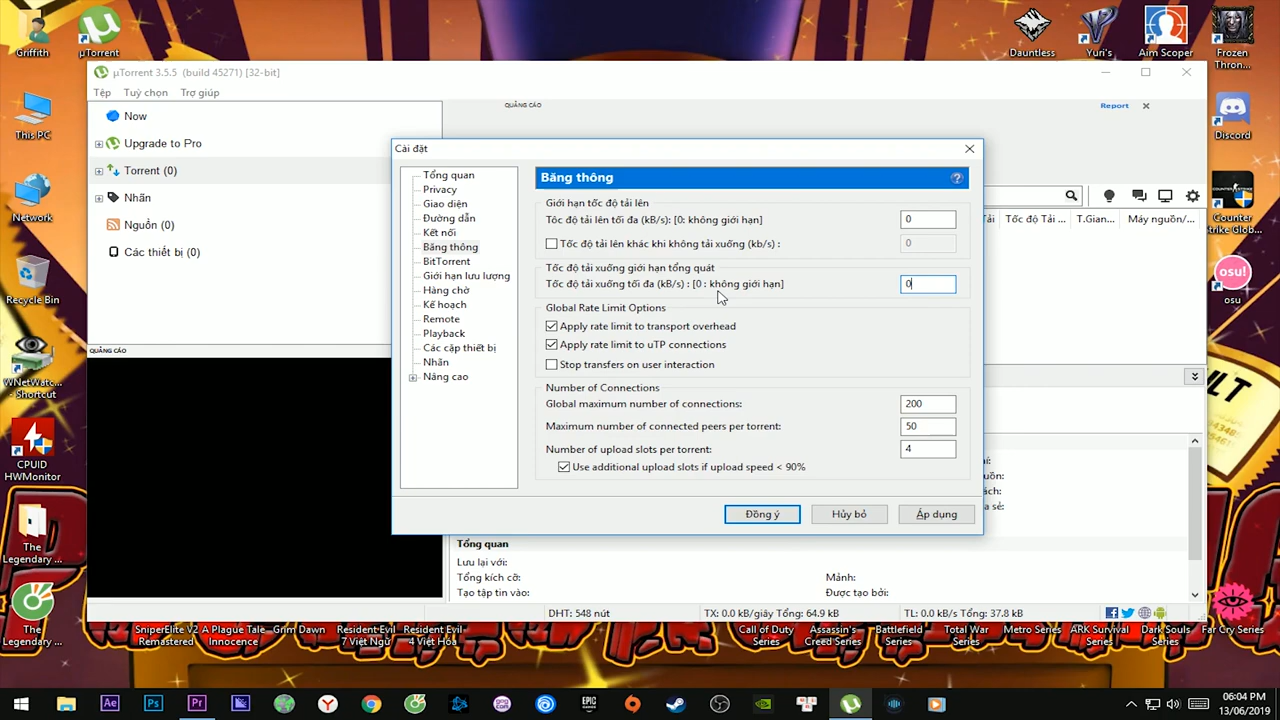 Griffith
µTorrent
Dauntless
Yuri's
Aim Scoper
Frozen
Thron...
µTorrent 3.5.5 (build 45271) [32-bit]
Tệp
Tuỳ chọn
Trợ giúp
QUẢNG CÁO
Report
Now
Upgrade to Pro
Torrent (0)
Nhãn
Nguồn (0)
Các thiết bị (0)
This PC
Network
Recycle Bin
WNetWatc...
- Shortcut
CPUID
HWMonitor
The
Legendary ...
The
Legendary ...
Discord
Counter
Strike Glob...
osu!
osu
Tải
Tốc độ Tải ...
T.Gian...
Máy nguồn/...
Cài đặt
Tổng quan
Privacy
Giao diện
Đường dẫn
Kết nối
Băng thông
BitTorrent
Giới hạn lưu lượng
Hàng chờ
Kế hoạch
Remote
Playback
Các cặp thiết bị
Nhãn
Nâng cao
Băng thông
Giới hạn tốc độ tải lên
Tốc độ tải lên tối đa (kB/s): [0: không giới hạn]
0
Tốc độ tải lên khác khi không tải xuống (kb/s) :
0
Tốc độ tải xuống giới hạn tổng quát
Tốc độ tải xuống tối đa (kB/s) : [0 : không giới hạn]
0
Global Rate Limit Options
Apply rate limit to transport overhead
Apply rate limit to uTP connections
Stop transfers on user interaction
Number of Connections
Global maximum number of connections:
200
Maximum number of connected peers per torrent:
50
Number of upload slots per torrent:
4
Use additional upload slots if upload speed < 90%
Đồng ý
Hủy bỏ
Áp dụng
QUẢNG CÁO
Tổng quan
Lưu lại với:
Tổng kích cỡ:
Mảnh:
Tạo tập tin vào:
Được tạo bởi:
DHT: 548 nút
TX: 0.0 kB/giây Tổng: 64.9 kB
TL: 0.0 kB/s Tổng: 37.8 kB
SniperElite v2
A Plague Tale
Innocence
Grim Dawn
Resident Evil
7 Việt Ngữ
Resident Evil
4 Việt Ngữ
Call of Duty
Series
Assassin's
Creed Series
Battlefield
Series
Total War
Series
Metro Series
ARK Survival
Series
Dark Souls
Series
Far Cry Series
06:04 PM
13/06/2019